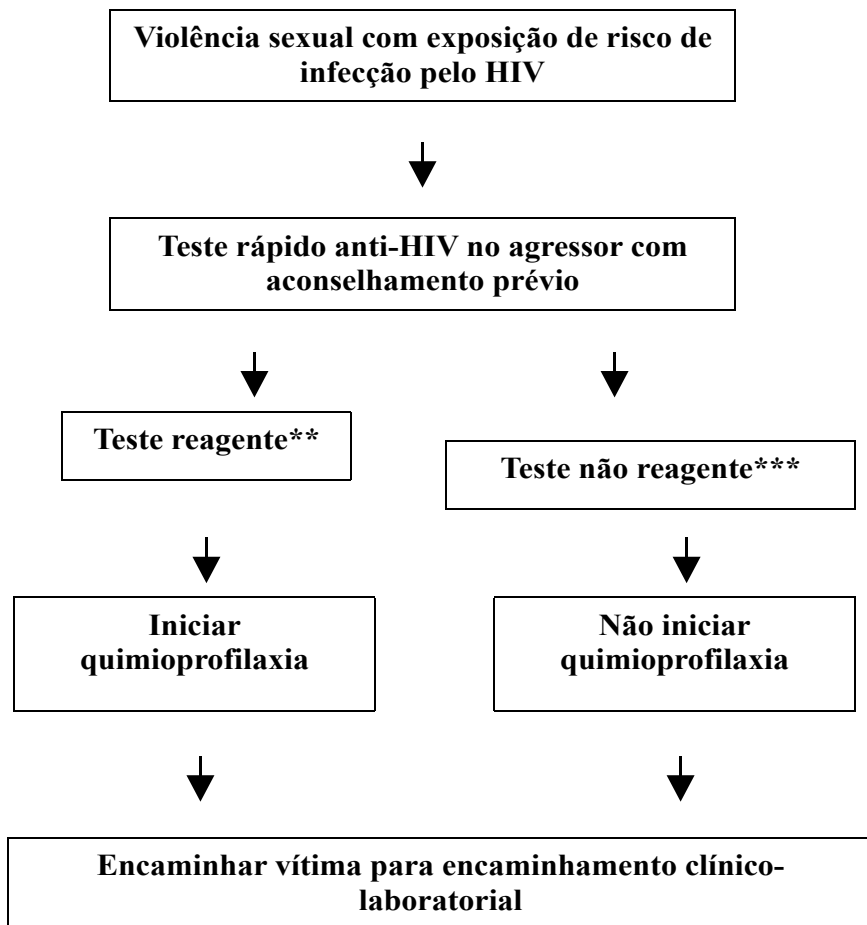 Violência sexual com exposição de risco de
infecção pelo HIV
Teste rápido anti-HIV no agressor com
aconselhamento prévio
Teste reagente**
Teste não reagente***
Iniciar
quimioprofilaxia
Não iniciar
quimioprofilaxia
Encaminhar vítima para encaminhamento clínico-
laboratorial